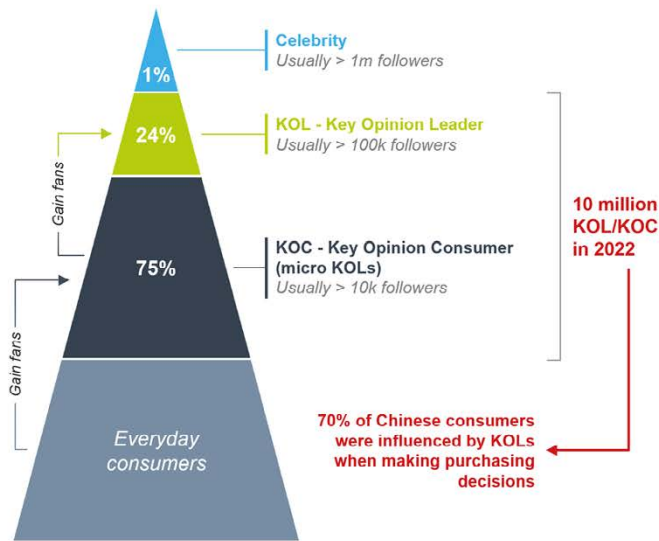 Celebrity
Usually > 1m followers
1%
KOL - Key Opinion Leader
Usually > 100k followers
24%
Gain fans
10 million
KOL/KOC
in 2022
KOC - Key Opinion Consumer
(micro KOLs)
Usually > 10k followers
75%
Gain fans
Everyday
consumers
70% of Chinese consumers
were influenced by KOLs
when making purchasing
decisions